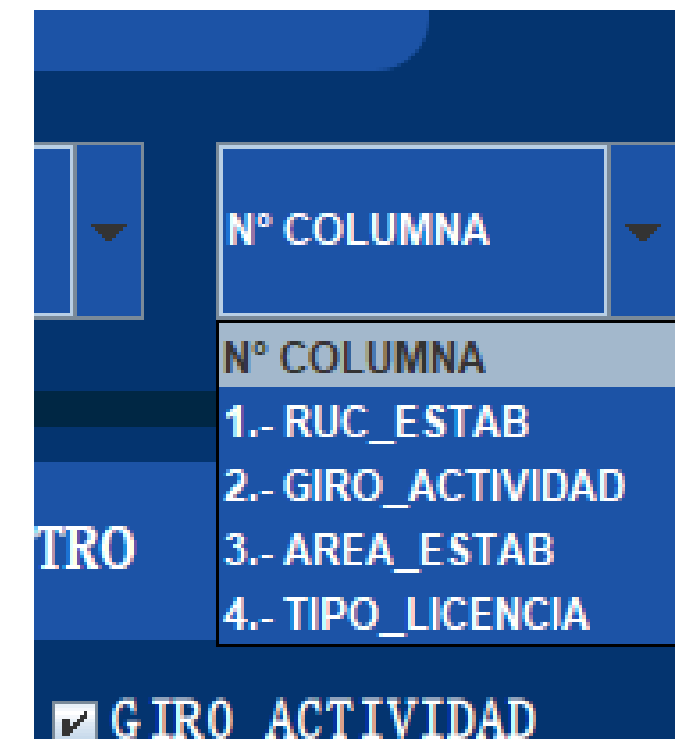 Nº COLUMNA
Nº COLUMNA
1.- RUC_ESTAB
2.- GIRO_ACTIVIDAD
3.- AREA_ESTAB
4.- TIPO_LICENCIA
TRO
GIRO ACTIVIDAD